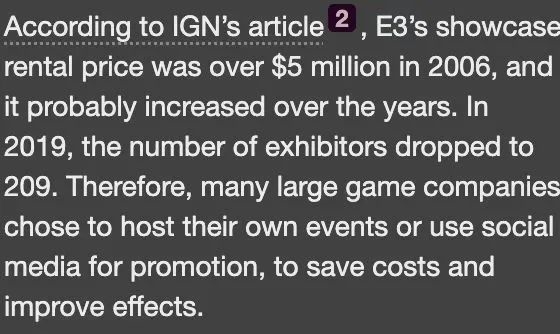 According to IGN’s article 2 , E3’s showcase
rental price was over $5 million in 2006, and
it probably increased over the years. In
2019, the number of exhibitors dropped to
209. Therefore, many large game companies
chose to host their own events or use social
media for promotion, to save costs and
improve effects.